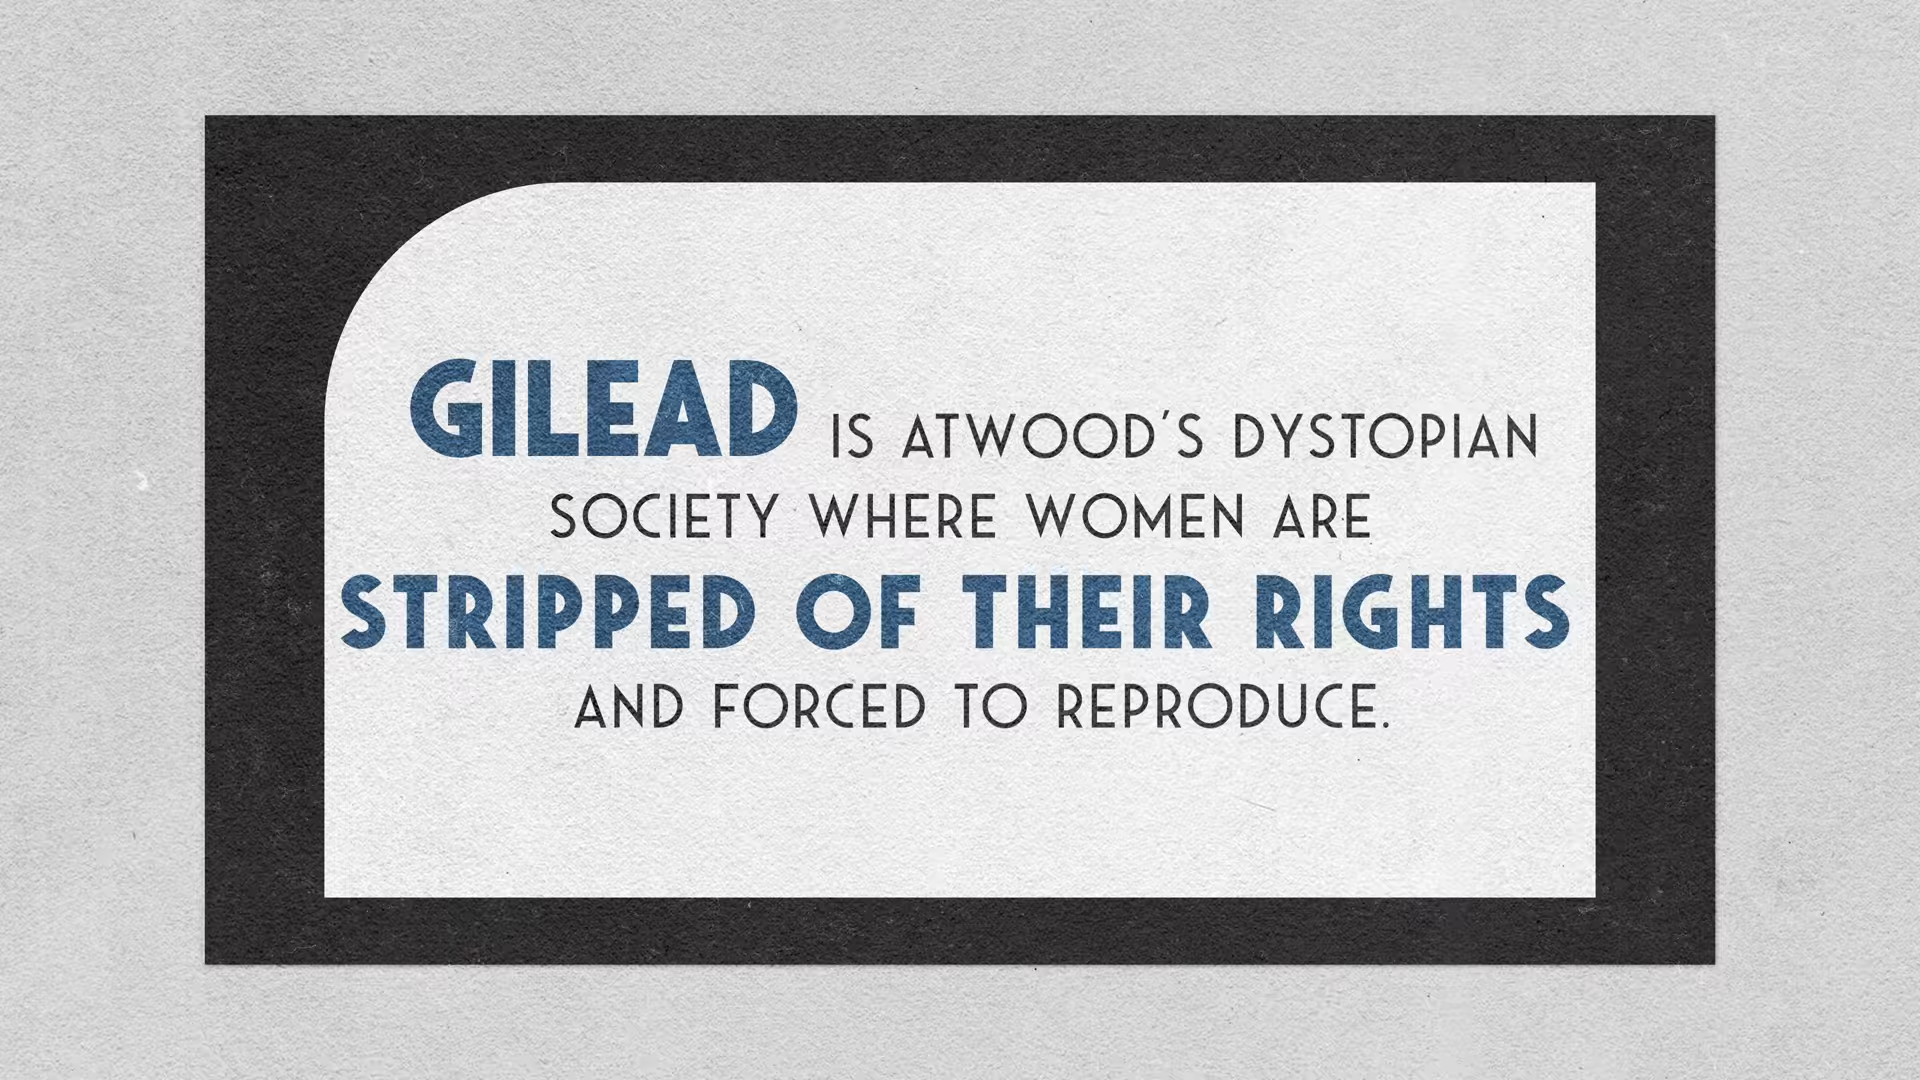 GILEAD IS ATWOOD'S DYSTOPIAN
SOCIETY WHERE WOMEN ARE
STRIPPED OF THEIR RIGHTS
AND FORCED TO REPRODUCE.